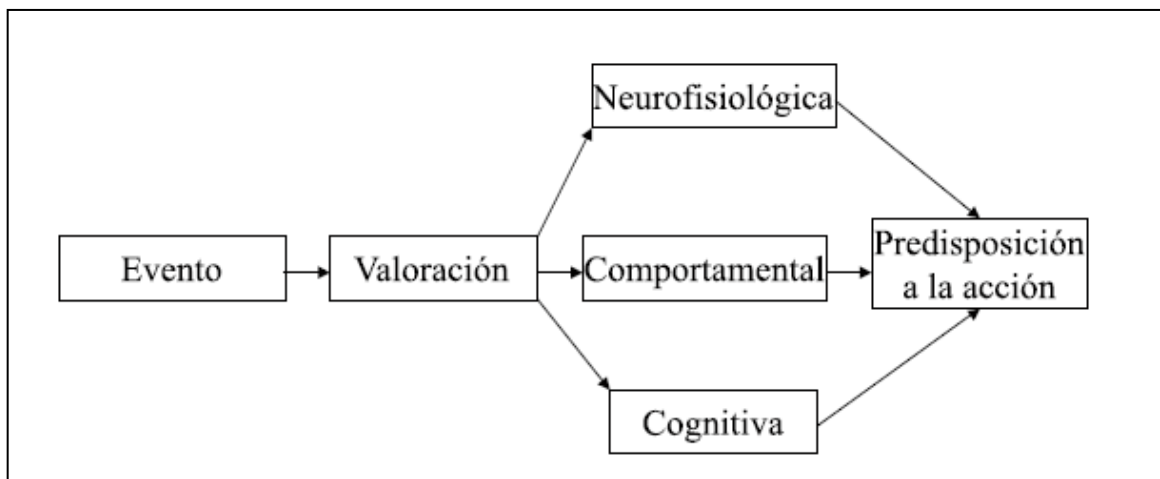 Neurofisiológica
Evento
Valoración
Comportamental
Predisposición
a la acción
Cognitiva